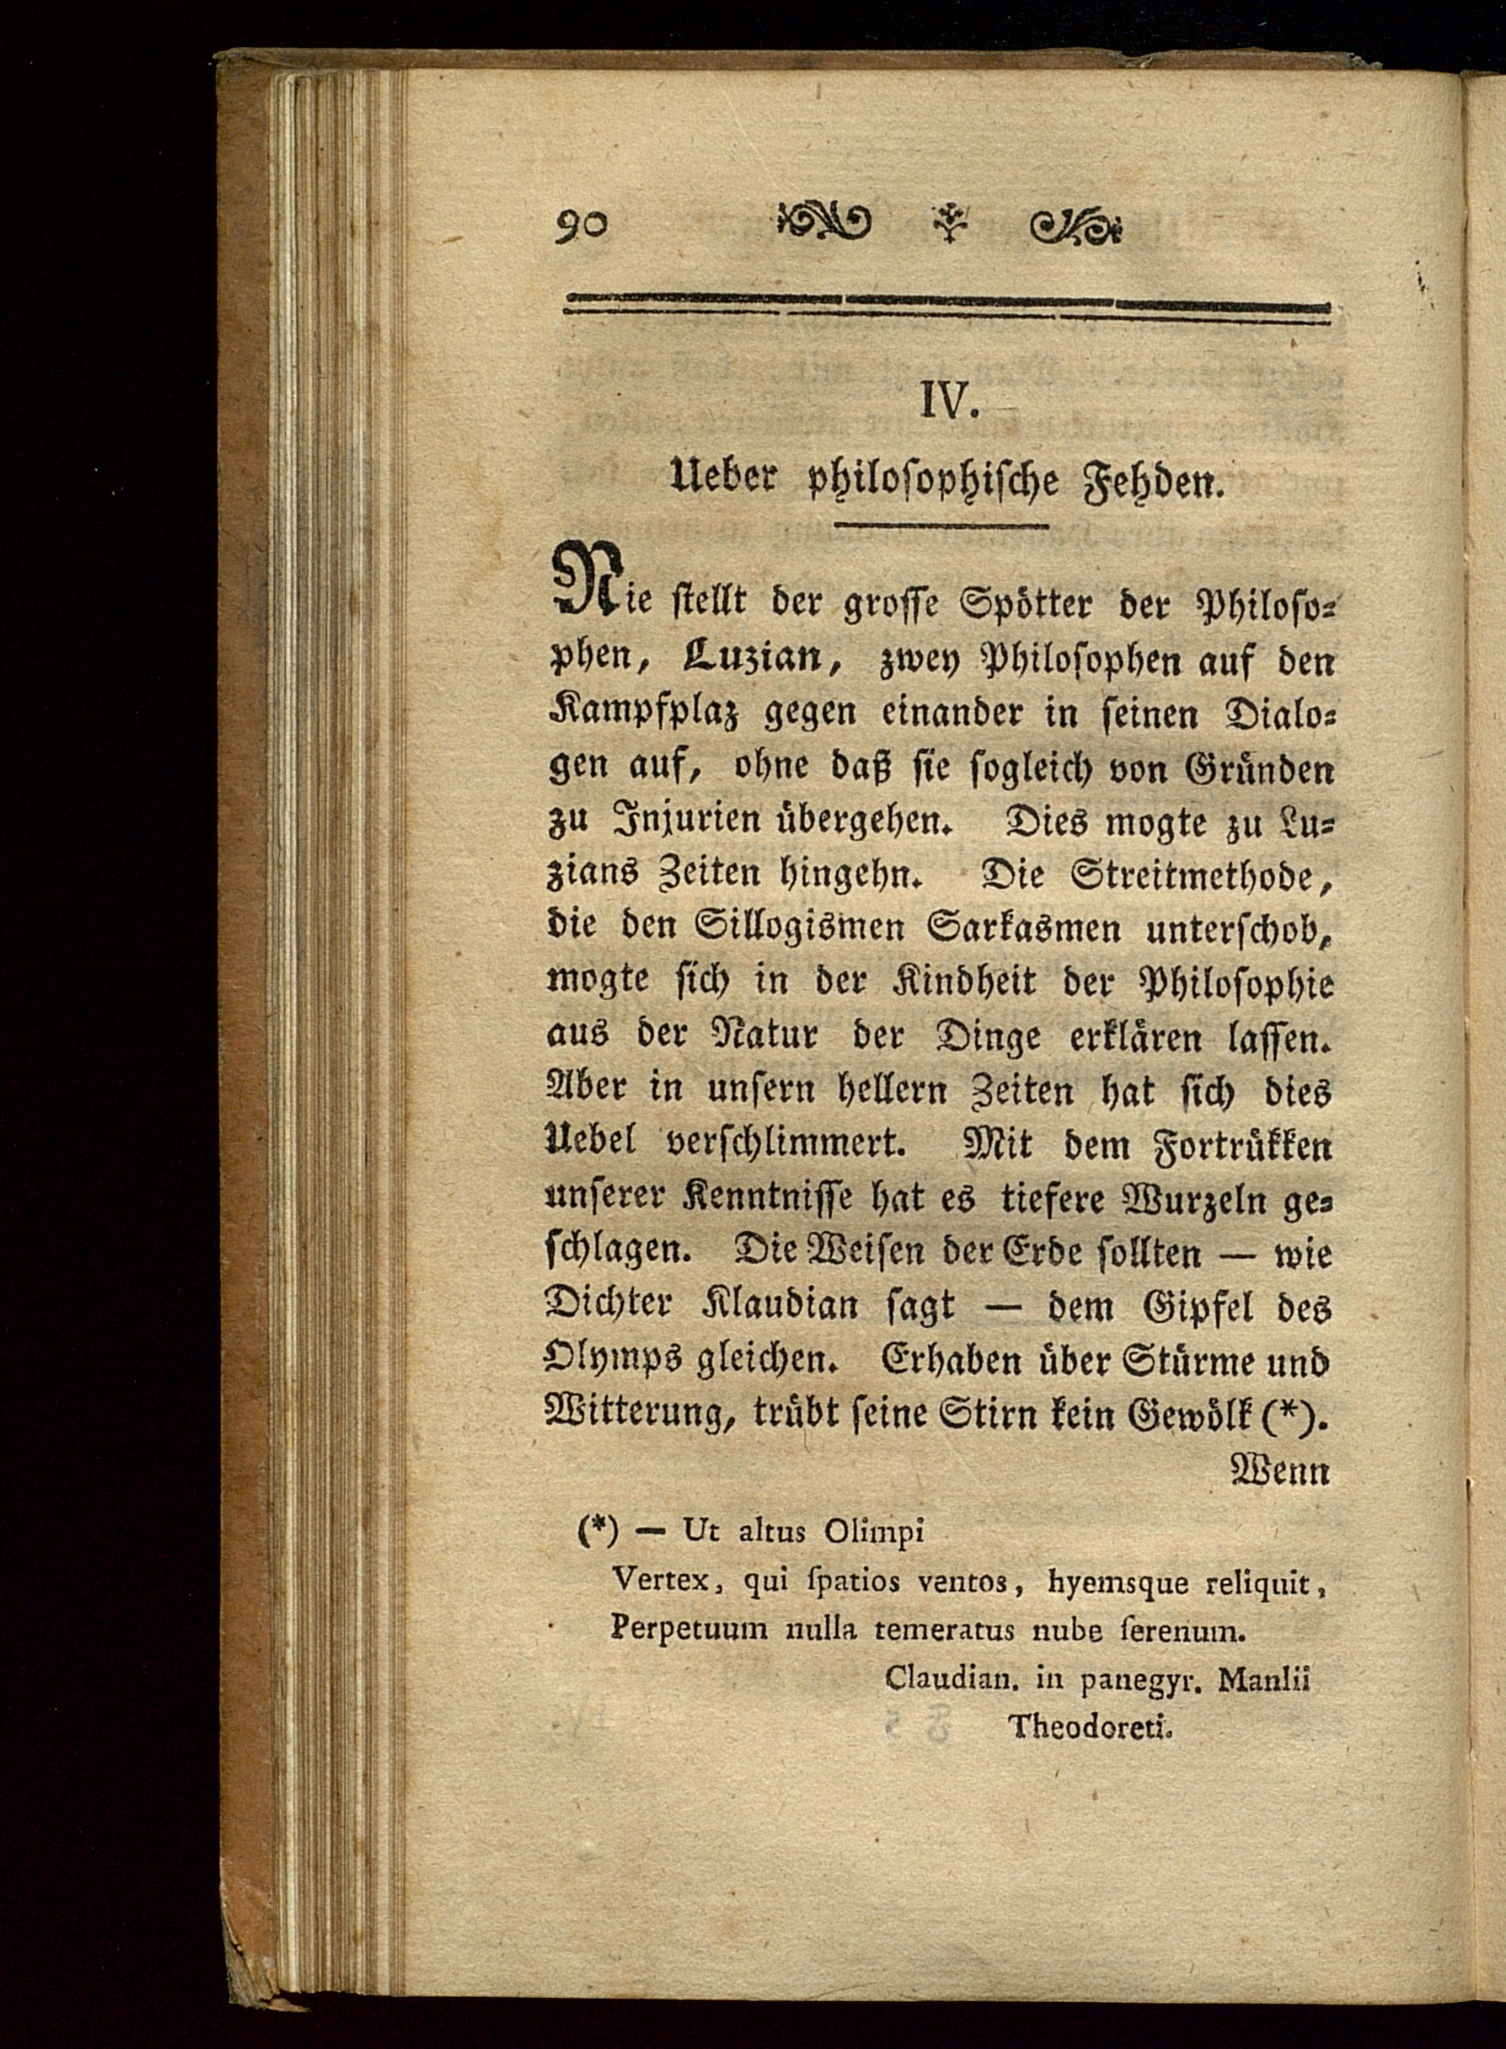 90
IV.
Ueber philosophische Fehden.
Nie stellt der grosse Spötter der Philoso-
phen, Luzian, zwey Philosophen auf den
Kampfplaz gegen einander in seinen Dialo-
gen auf, ohne daß sie sogleich von Gründen
zu Injurien übergehen. Dies mogte zu Lu-
zians Zeiten hingehn. Die Streitmethode,
die den Sillogismen Sarkasmen unterschob,
mogte sich in der Kindheit der Philosophie
aus der Natur der Dinge erklären lassen.
Aber in unsern hellern Zeiten hat sich dies
Uebel verschlimmert. Mit dem Fortrükken
unserer Kenntnisse hat es tiefere Wurzeln ge-
schlagen. Die Weisen der Erde sollten — wie
Dichter Klaudian sagt — dem Gipfel des
Olymps gleichen. Erhaben über Stürme und
Witterung, trübt seine Stirn kein Gewölk (*).
Wenn
(*) — Ut altus Olimpi
Vertex, qui spatios ventos, hyemsque reliquit,
Perpetuum nulla temeratus nube serenum.
Claudian. in panegyr. Manlii
Theodoreti.